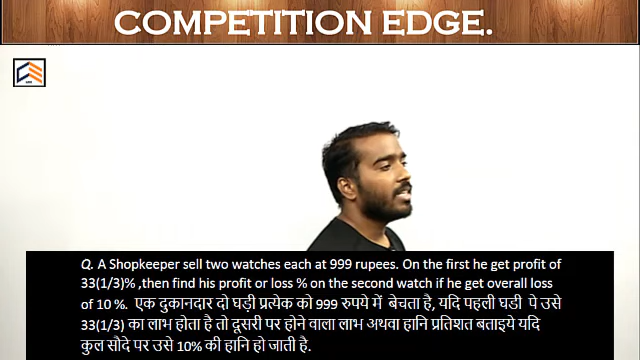 COMPETITION EDGE.
Q. A Shopkeeper sell two watches each at 999 rupees. On the first he get profit of
33(1/3)% ,then find his profit or loss % on the second watch if he get overall loss
of 10 %. एक दुकानदार दो घड़ी प्रत्येक को 999 रुपये में बेचता है, यदि पहली घडी पे उसे
33(1/3) का लाभ होता है तो दूसरी पर होने वाला लाभ अथवा हानि प्रतिशत बताइये यदि
कुल सौदे पर उसे 10% की हानि हो जाती है.